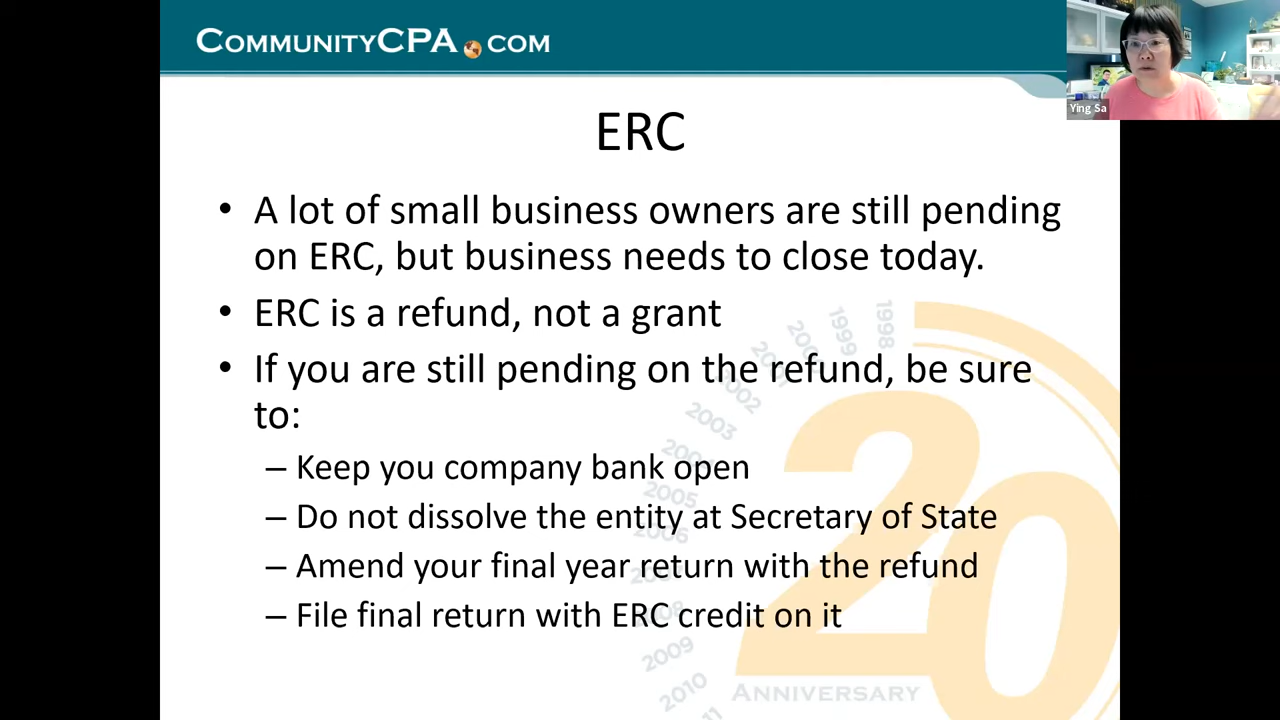 COMMUNITYCPA.COM
Ying Sa
ERC
• A lot of small business owners are still pending
on ERC, but business needs to close today.
• ERC is a refund, not a grant
• If you are still pending on the refund, be sure
to:
– Keep you company bank open
– Do not dissolve the entity at Secretary of State
– Amend your final year return with the refund
– File final return with ERC credit on it
1998
1999
2002
2003
2005
2006
2009
2010
20
ANNIVERSARY